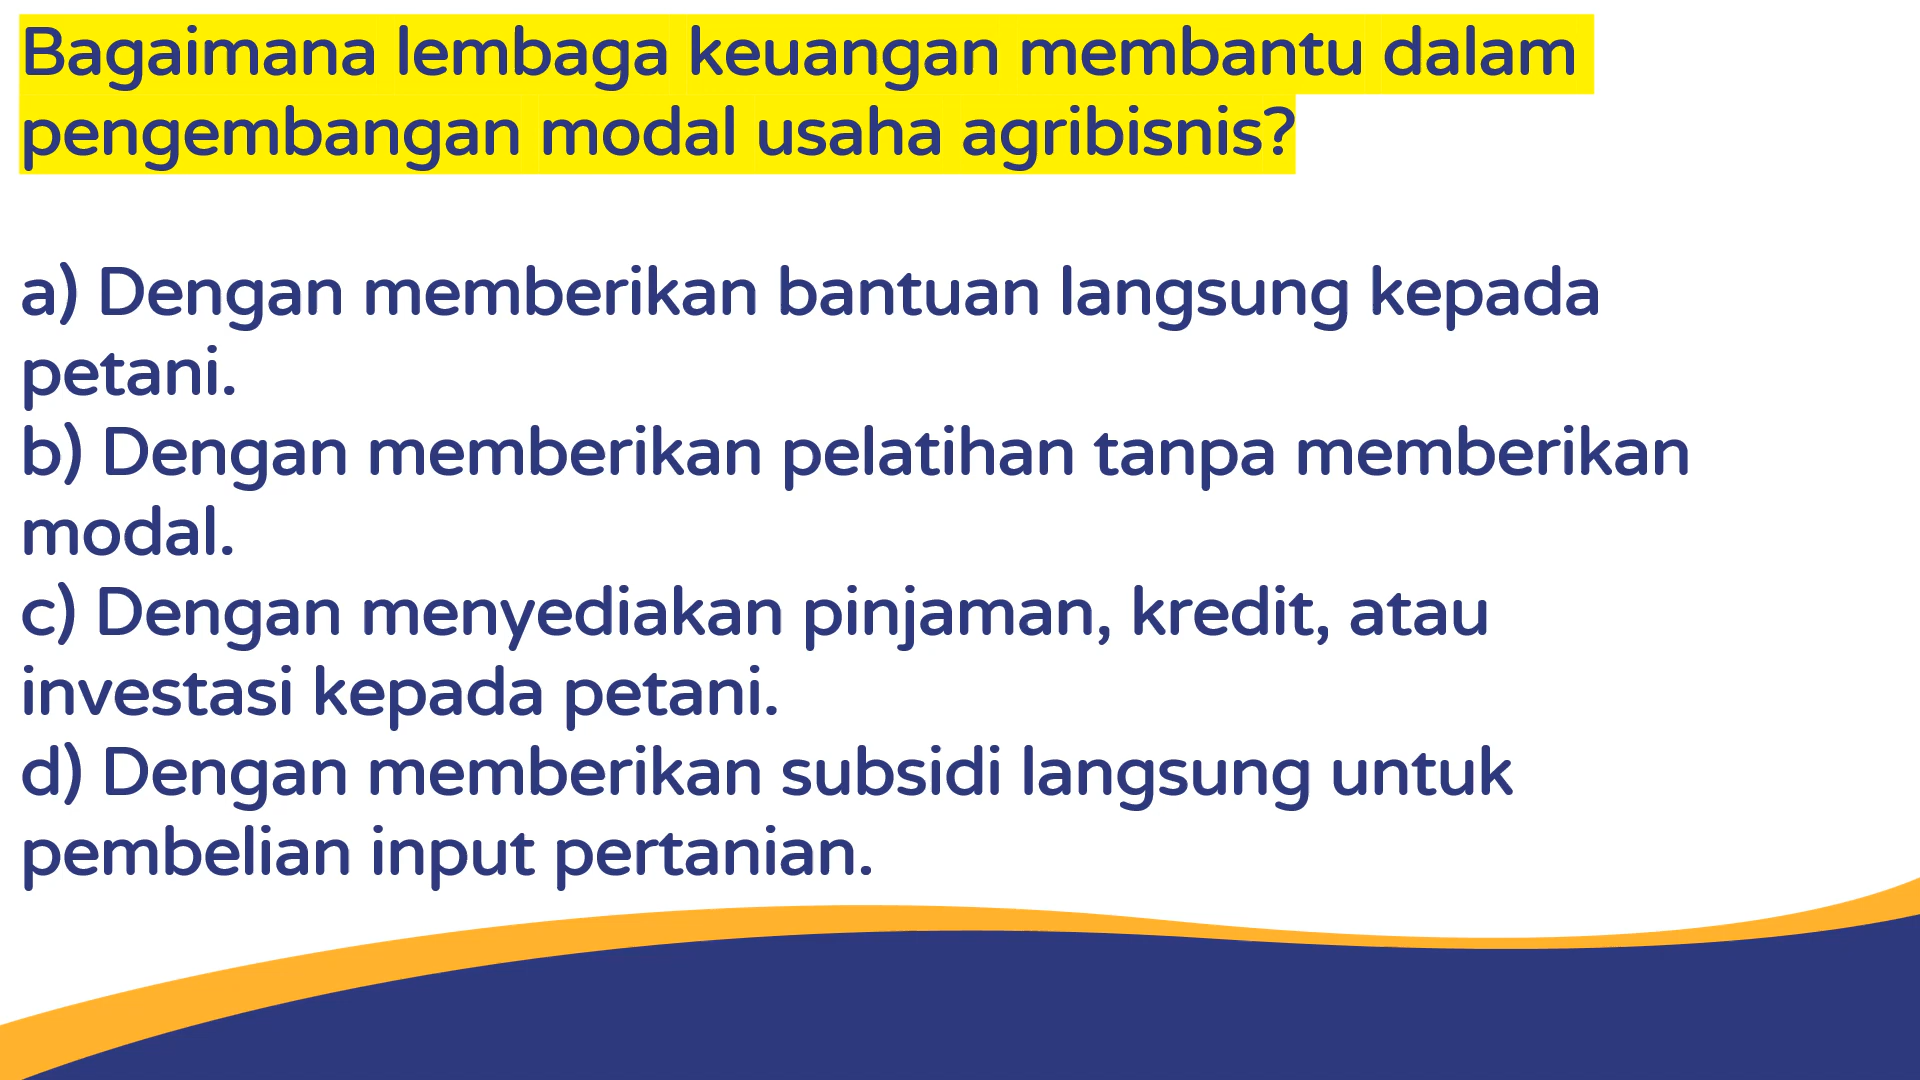 Bagaimana lembaga keuangan membantu dalam
pengembangan modal usaha agribisnis?
a) Dengan memberikan bantuan langsung kepada
petani.
b) Dengan memberikan pelatihan tanpa memberikan
modal.
c) Dengan menyediakan pinjaman, kredit, atau
investasi kepada petani.
d) Dengan memberikan subsidi langsung untuk
pembelian input pertanian.